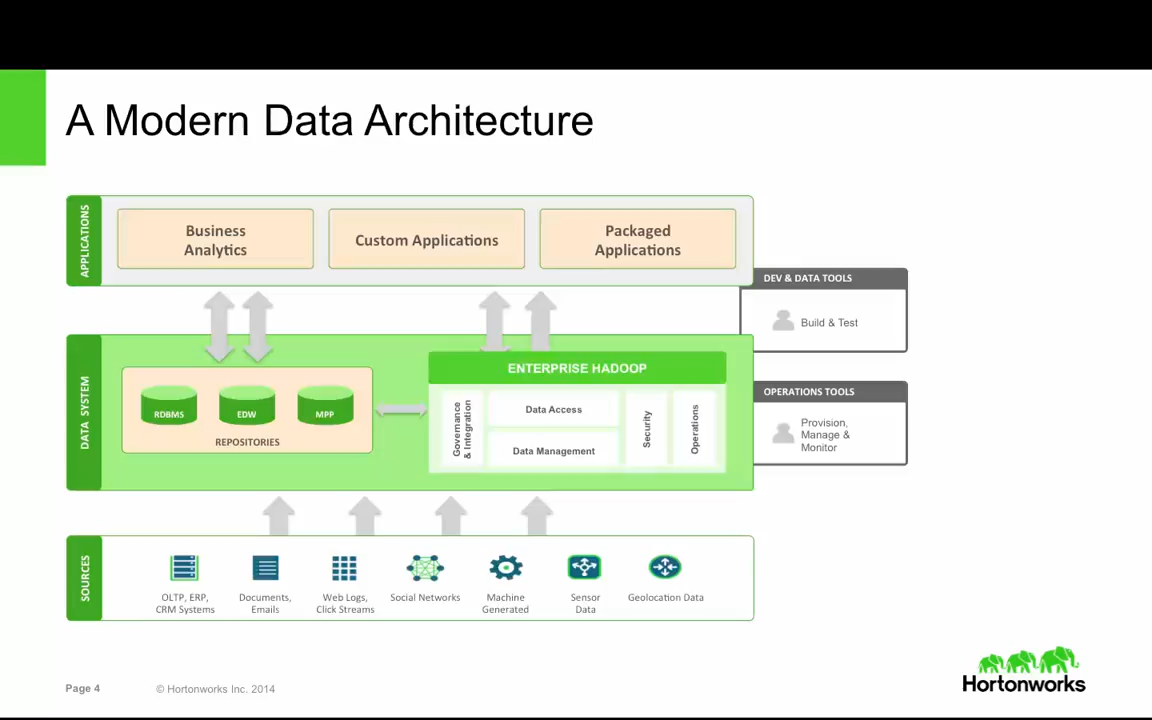 A Modern Data Architecture
APPLICATIONS
Business
Analytics
Custom Applications
Packaged
Applications
DEV & DATA TOOLS
Build & Test
DATA SYSTEM
RDBMS
EDW
MPP
REPOSITORIES
ENTERPRISE HADOOP
Governance
& Integration
Data Access
Data Management
Security
Operations
OPERATIONS TOOLS
Provision,
Manage &
Monitor
SOURCES
OLTP, ERP,
CRM Systems
Documents,
Emails
Web Logs,
Click Streams
Social Networks
Machine
Generated
Sensor
Data
Geolocation Data
Page 4
© Hortonworks Inc. 2014
Hortonworks